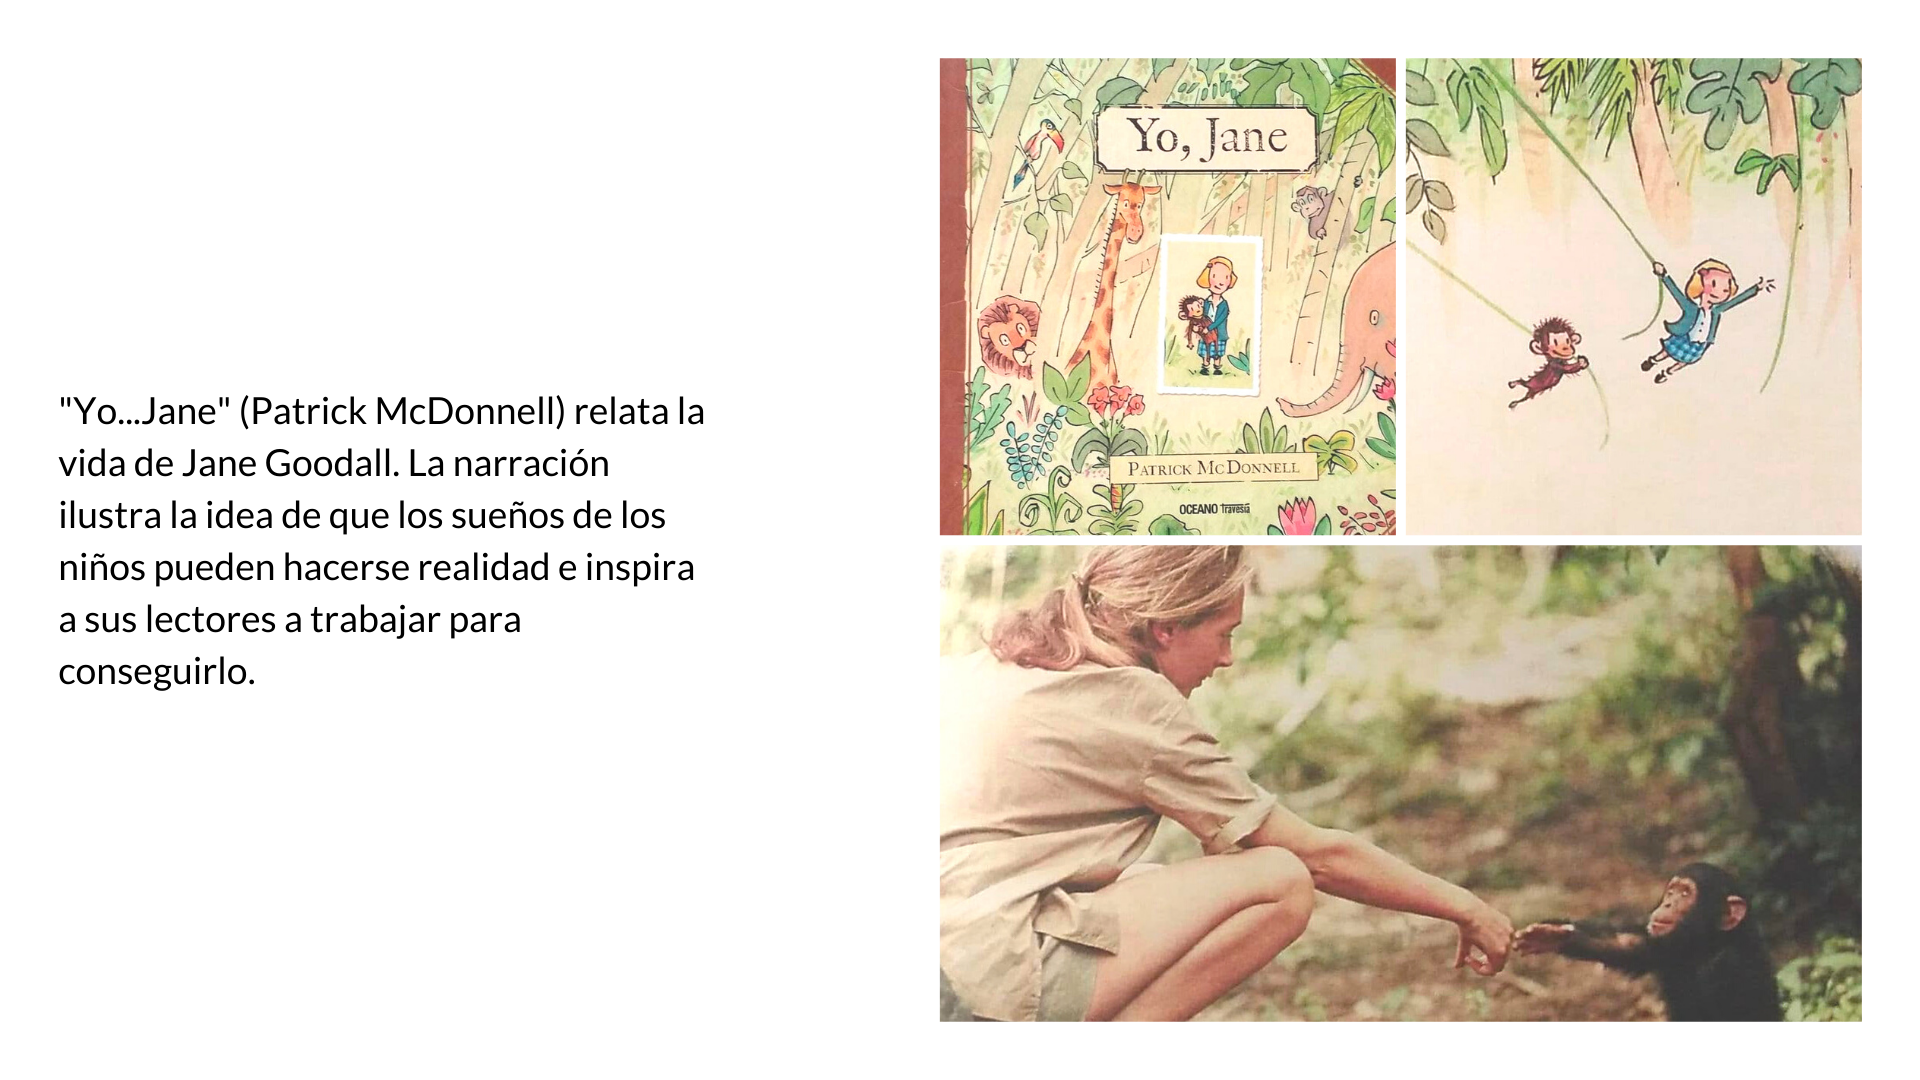 "Yo...Jane" (Patrick McDonnell) relata la
vida de Jane Goodall. La narración
ilustra la idea de que los sueños de los
niños pueden hacerse realidad e inspira
a sus lectores a trabajar para
conseguirlo.
Yo, Jane
PATRICK MCDONNELL
OCEANO Travesía